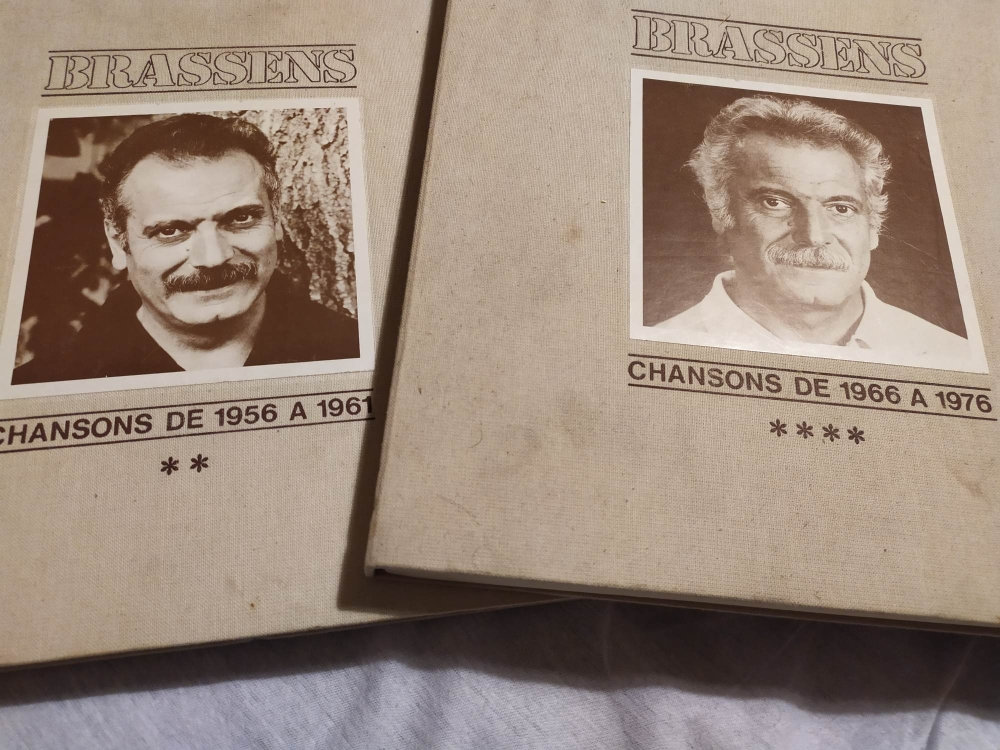 BRASSENS
CHANSONS DE 1956 A 1961
**
BRASSENS
CHANSONS DE 1966 A 1976
****